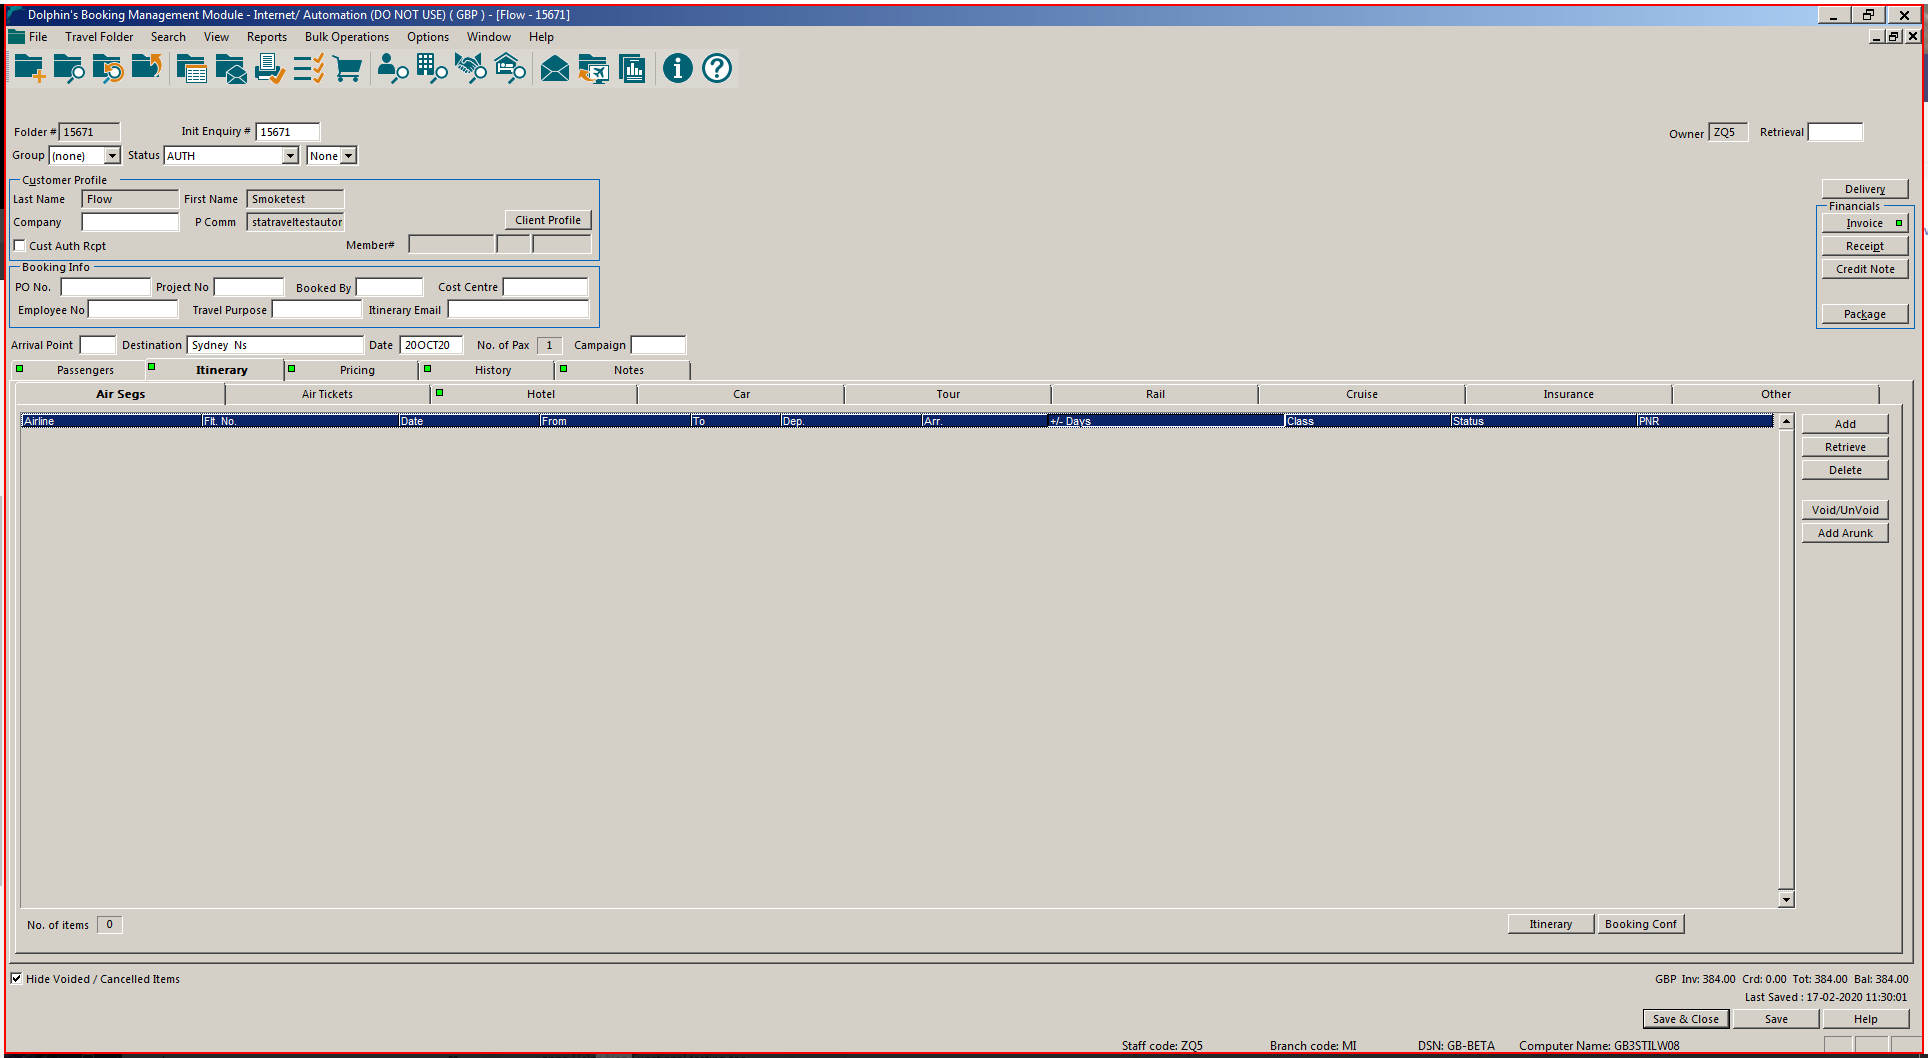 Dolphin's Booking Management Module - Internet/ Automation (DO NOT USE) ( GBP ) - [Flow - 15671]
File Travel Folder Search View Reports Bulk Operations Options Window Help
Folder # 15671 Init Enquiry # 15671 Owner ZQ5 Retrieval
Group (none) Status AUTH None
Customer Profile
Last Name Flow First Name Smoketest
Company P Comm statraveltestautor Client Profile
Cust Auth Rcpt Member#
Delivery
Financials
Invoice
Receipt
Credit Note
Package
Booking Info
PO No. Project No Booked By Cost Centre
Employee No Travel Purpose Itinerary Email
Arrival Point Destination Sydney Ns Date 20OCT20 No. of Pax 1 Campaign
Passengers Itinerary Pricing History Notes
Air Segs Air Tickets Hotel Car Tour Rail Cruise Insurance Other
Airline Flt. No. Date From To Dep. Arr. +/- Days Class Status PNR
Add
Retrieve
Delete
Void/UnVoid
Add Arunk
No. of items 0 Itinerary Booking Conf
Hide Voided / Cancelled Items GBP Inv: 384.00 Crd: 0.00 Tot: 384.00 Bal: 384.00
Last Saved : 17-02-2020 11:30:01
Save & Close Save Help
Staff code: ZQ5 Branch code: MI DSN: GB-BETA Computer Name: GB3STILW08